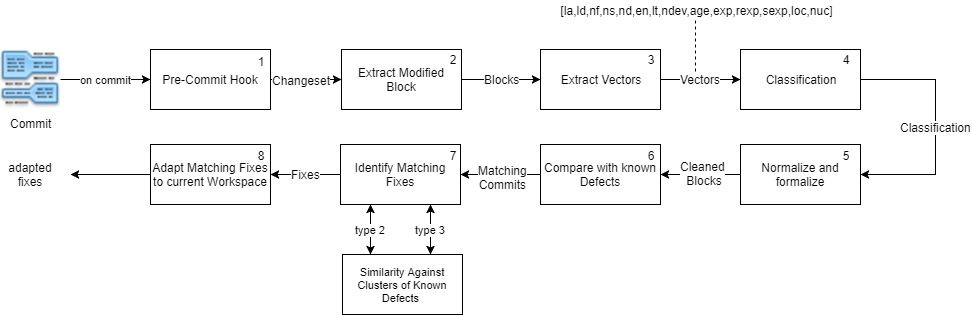 [la,ld,nf,ns,nd,en,lt,ndev,age,exp,rexp,sexp,loc,nuc]
on commit
1
Pre-Commit Hook
Changeset
2
Extract Modified
Block
Blocks
3
Extract Vectors
Vectors
4
Classification
Commit
Classification
5
Normalize and
formalize
Cleaned
Blocks
6
Compare with known
Defects
Matching
Commits
7
Identify Matching
Fixes
Fixes
8
Adapt Matching Fixes
to current Workspace
adapted
fixes
type 2
type 3
Similarity Against
Clusters of Known
Defects